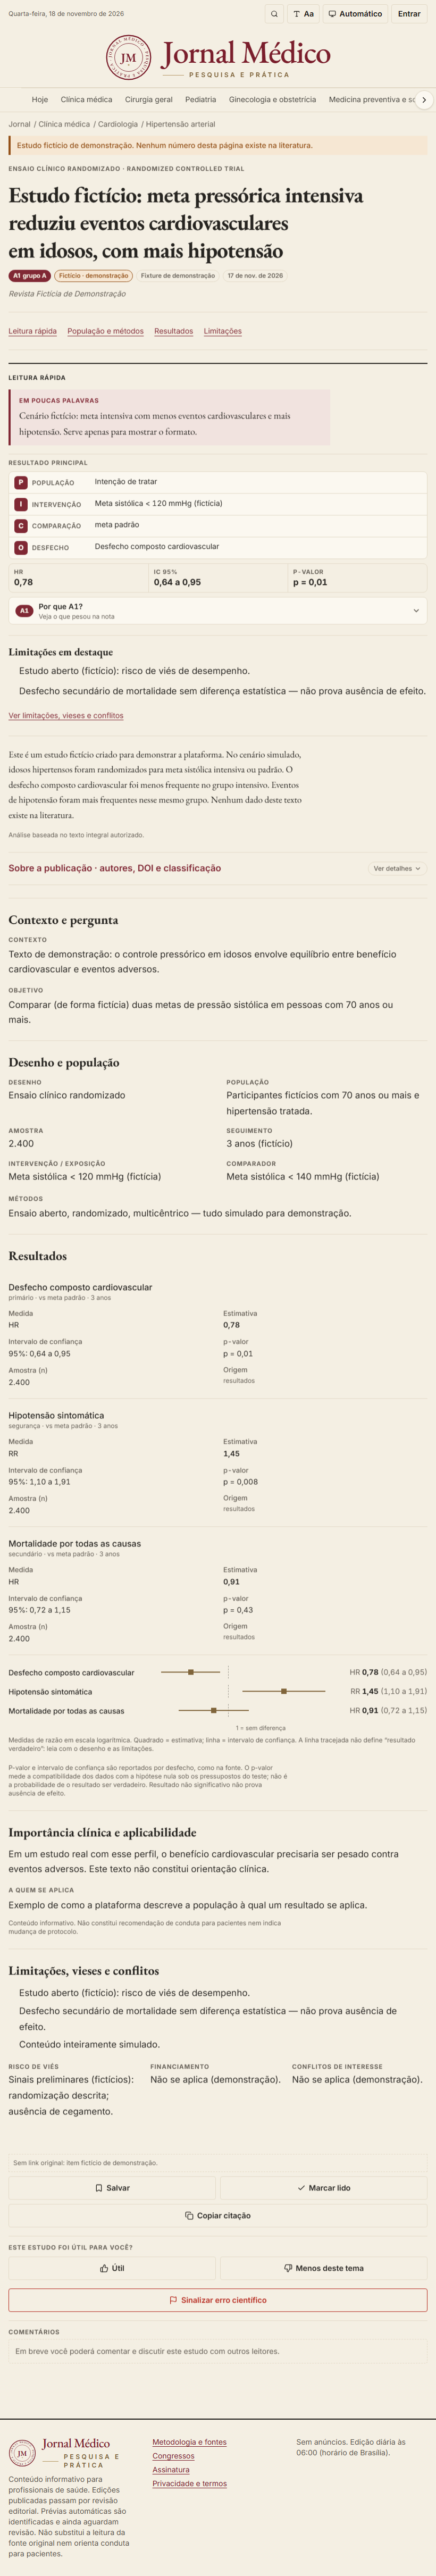 Quarta-feira, 18 de novembro de 2026
Aa
Automático
Entrar
JM
Jornal Médico
PESQUISA E PRÁTICA
Hoje
Clínica médica
Cirurgia geral
Pediatria
Ginecologia e obstetrícia
Medicina preventiva e so
Jornal / Clínica médica / Cardiologia / Hipertensão arterial
Estudo fictício de demonstração. Nenhum número desta página existe na literatura.
ENSAIO CLÍNICO RANDOMIZADO · RANDOMIZED CONTROLLED TRIAL
Estudo fictício: meta pressórica intensiva
reduziu eventos cardiovasculares
em idosos, com mais hipotensão
A1 grupo A
Fictício · demonstração
Fixture de demonstração
17 de nov. de 2026
Revista Fictícia de Demonstração
Leitura rápida
População e métodos
Resultados
Limitações
LEITURA RÁPIDA
EM POUCAS PALAVRAS
Cenário fictício: meta intensiva com menos eventos cardiovasculares e mais
hipotensão. Serve apenas para mostrar o formato.
RESULTADO PRINCIPAL
P POPULAÇÃO Intenção de tratar
I INTERVENÇÃO Meta sistólica < 120 mmHg (fictícia)
C COMPARAÇÃO meta padrão
O DESFECHO Desfecho composto cardiovascular
HR
0,78
IC 95%
0,64 a 0,95
P-VALOR
p = 0,01
A1
Por que A1?
Veja o que pesou na nota
Limitações em destaque
Estudo aberto (fictício): risco de viés de desempenho.
Desfecho secundário de mortalidade sem diferença estatística — não prova ausência de efeito.
Ver limitações, vieses e conflitos
Este é um estudo fictício criado para demonstrar a plataforma. No cenário simulado,
idosos hipertensos foram randomizados para meta sistólica intensiva ou padrão. O
desfecho cardiovascular foi menos frequente no grupo intensivo. Eventos
de hipotensão foram mais frequentes nesse mesmo grupo. Nenhum dado deste texto
existe na literatura.
Análise baseada no texto integral autorizado.
Sobre a publicação · autores, DOI e classificação
Ver detalhes
Contexto e pergunta
CONTEXTO
Texto de demonstração: o controle pressórico em idosos envolve equilíbrio entre benefício
cardiovascular e eventos adversos.
OBJETIVO
Comparar (de forma fictícia) duas metas de pressão sistólica em pessoas com 70 anos ou
mais.
Desenho e população
DESENHO
Ensaio clínico randomizado
POPULAÇÃO
Participantes fictícios com 70 anos ou mais e
hipertensão tratada.
AMOSTRA
2.400
SEGUIMENTO
3 anos (fictício)
INTERVENÇÃO / EXPOSIÇÃO
Meta sistólica < 120 mmHg (fictícia)
COMPARADOR
Meta sistólica < 140 mmHg (fictícia)
MÉTODOS
Ensaio aberto, randomizado, multicêntrico — tudo simulado para demonstração.
Resultados
Desfecho composto cardiovascular
primário · vs meta padrão · 3 anos
Medida
HR
Estimativa
0,78
Intervalo de confiança
95%: 0,64 a 0,95
p-valor
p = 0,01
Amostra (n)
2.400
Origem
resultados
Hipotensão sintomática
segurança · vs meta padrão · 3 anos
Medida
RR
Estimativa
1,45
Intervalo de confiança
95%: 1,10 a 1,91
p-valor
p = 0,008
Amostra (n)
2.400
Origem
resultados
Mortalidade por todas as causas
secundário · vs meta padrão · 3 anos
Medida
HR
Estimativa
0,91
Intervalo de confiança
95%: 0,72 a 1,15
p-valor
p = 0,43
Amostra (n)
2.400
Origem
resultados
Desfecho composto cardiovascular HR 0,78 (0,64 a 0,95)
Hipotensão sintomática RR 1,45 (1,10 a 1,91)
Mortalidade por todas as causas HR 0,91 (0,72 a 1,15)
1 = sem diferença
Medidas de razão em escala logarítmica. Quadrado = estimativa; linha = intervalo de confiança. A linha tracejada não define “resultado
verdadeiro”: leia com o desenho e as limitações.
P-valor e intervalo de confiança são reportados por desfecho, como na fonte. O p-valor
mede a compatibilidade dos dados com a hipótese nula sob os pressupostos do teste; não é
a probabilidade de o resultado ser verdadeiro. Resultado não significativo não prova
ausência de efeito.
Importância clínica e aplicabilidade
Em um estudo real com esse perfil, o benefício cardiovascular precisaria ser pesado contra
eventos adversos. Este texto não constitui orientação clínica.
A QUEM SE APLICA
Exemplo de como a plataforma descreve a população à qual um resultado se aplica.
Conteúdo informativo. Não constitui recomendação de conduta para pacientes nem indica
mudança de protocolo.
Limitações, vieses e conflitos
Estudo aberto (fictício): risco de viés de desempenho.
Desfecho secundário de mortalidade sem diferença estatística — não prova ausência de
efeito.
Conteúdo inteiramente simulado.
RISCO DE VIÉS
Sinais preliminares (fictícios):
randomização descrita;
ausência de cegamento.
FINANCIAMENTO
Não se aplica (demonstração).
CONFLITOS DE INTERESSE
Não se aplica (demonstração).
Sem link original: item fictício de demonstração.
Salvar
Marcar lido
Copiar citação
ESTE ESTUDO FOI ÚTIL PARA VOCÊ?
Útil
Menos deste tema
Sinalizar erro científico
COMENTÁRIOS
Em breve você poderá comentar e discutir este estudo com outros leitores.
JM
Jornal Médico
PESQUISA E
PRÁTICA
Conteúdo informativo para
profissionais de saúde. Edições
publicadas passam por revisão
editorial. Prévias automáticas são
identificadas e ainda aguardam
revisão. Não substitui a leitura da
fonte original nem orienta conduta
para pacientes.
Metodologia e fontes
Congressos
Assinatura
Privacidade e termos
Sem anúncios. Edição diária às
06:00 (horário de Brasília).